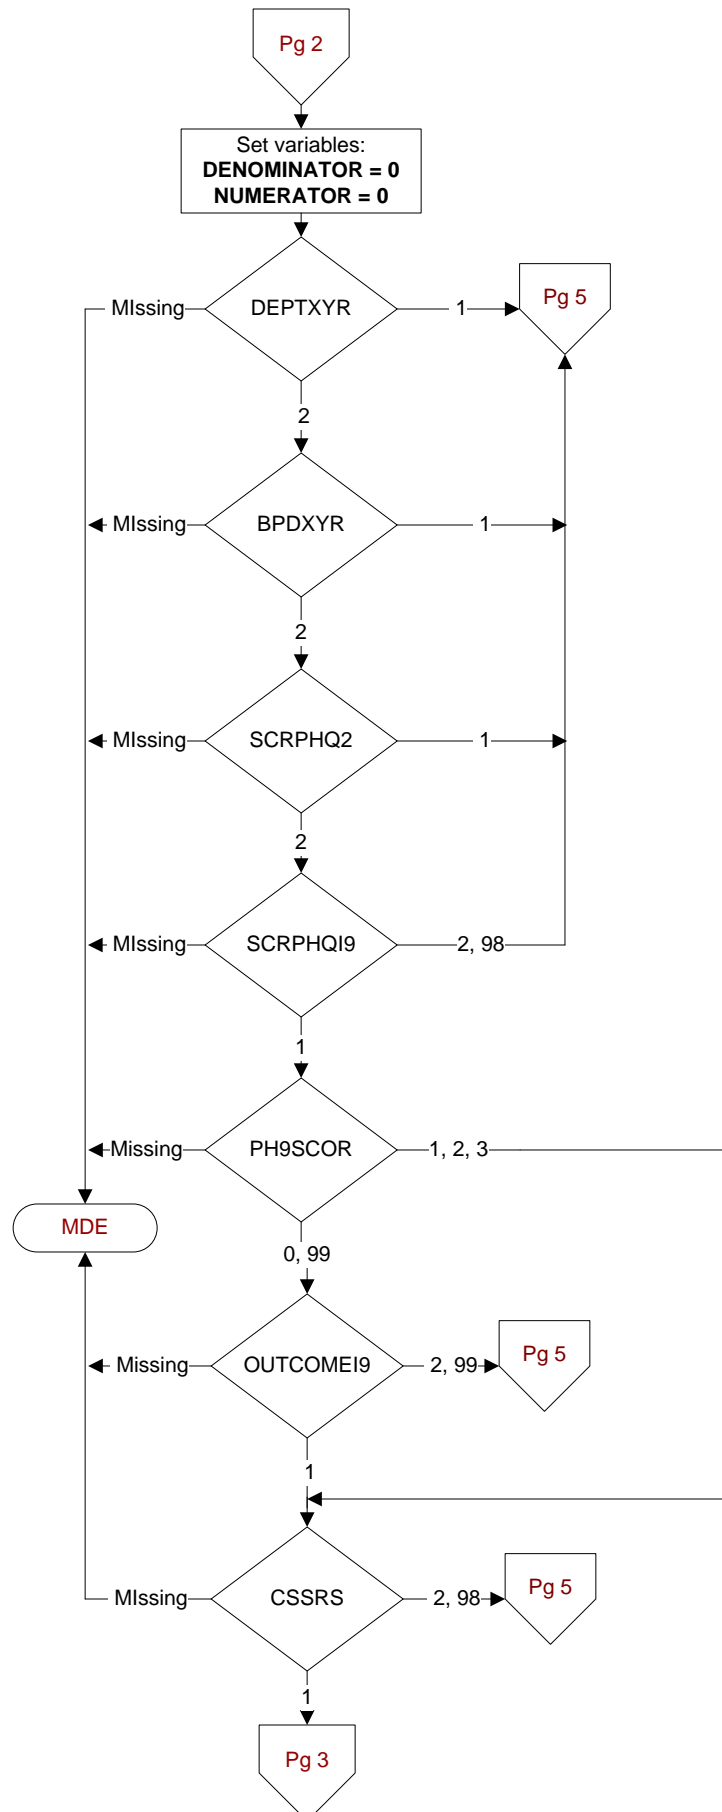 Pg 2
Set variables:
DENOMINATOR = 0
NUMERATOR = 0
MIssing
DEPTXYR
1
Pg 5
2
MIssing
BPDXYR
1
2
MIssing
SCRPHQ2
1
2
MIssing
SCRPHQI9
2, 98
1
Missing
PH9SCOR
1, 2, 3
MDE
0, 99
Missing
OUTCOMEI9
2, 99
Pg 5
1
MIssing
CSSRS
2, 98
Pg 5
1
Pg 3